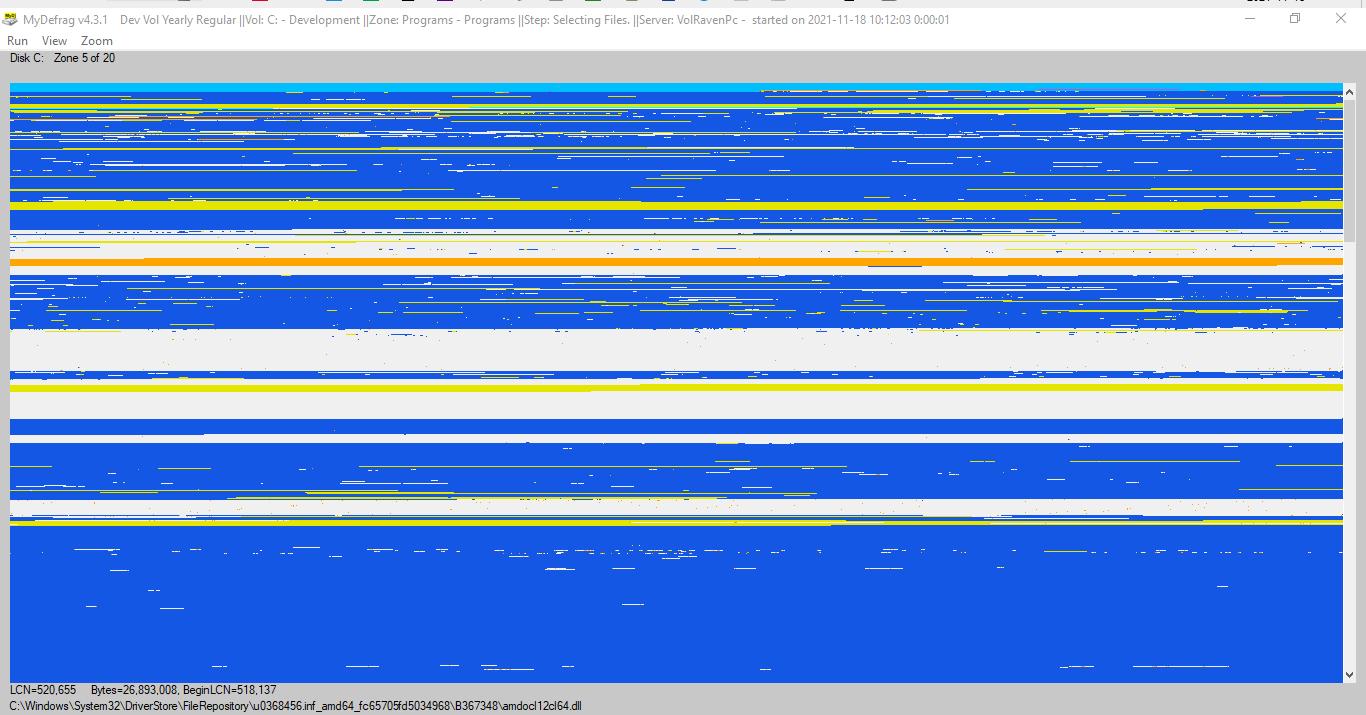 MyDefrag v4.3.1 Dev Vol Yearly Regular ||Vol: C: - Development ||Zone: Programs - Programs ||Step: Selecting Files. ||Server: VolRavenPc - started on 2021-11-18 10:12:03 0:00:01
Run View Zoom
Disk C: Zone 5 of 20
LCN=520,655 Bytes=26,893,008, BeginLCN=518,137
C:\Windows\System32\DriverStore\FileRepository\u0368456.inf_amd64_fc65705fd5034968\B367348\amdocl12cl64.dll